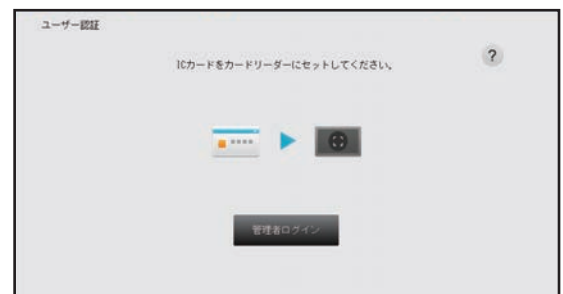 ユーザー認証
ICカードをカードリーダーにセットしてください。
?
管理者ログイン